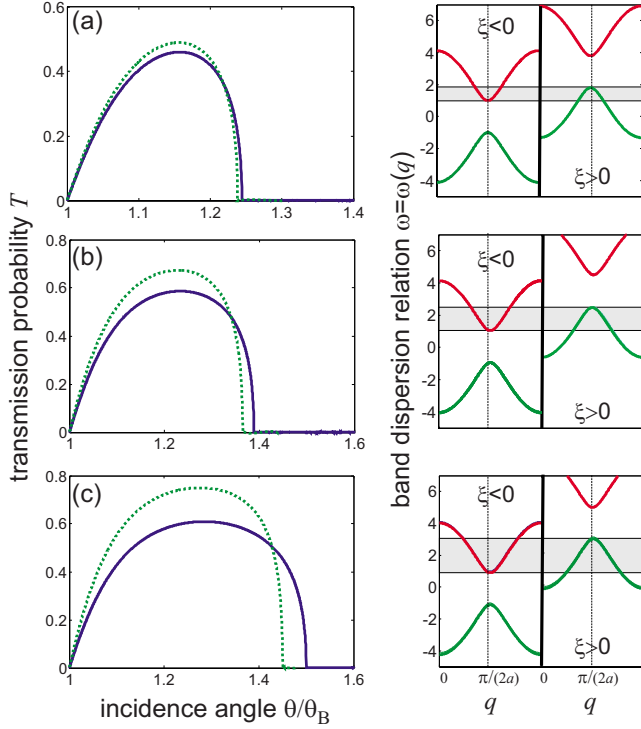 transmission probability T
(a)
0.6
0.4
0.2
0
1
1.1
1.2
1.3
1.4
(b)
0.8
0.6
0.4
0.2
0
1
1.2
1.4
1.6
(c)
0.8
0.6
0.4
0.2
0
1
1.2
1.4
1.6
incidence angle θ/θB
band dispersion relation ω=ω(q)
ξ<0
ξ>0
6
4
2
0
-2
-4
ξ<0
ξ>0
6
4
2
0
-2
-4
ξ<0
ξ>0
6
4
2
0
-2
-4
0
π/(2a)
0
π/(2a)
q
q